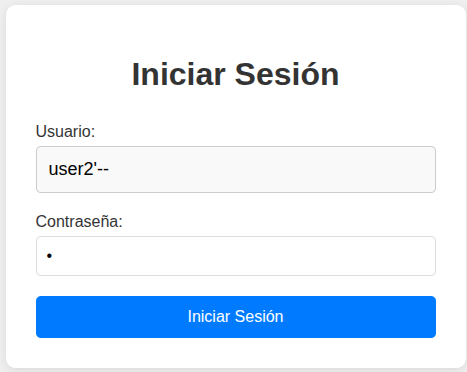 Iniciar Sesión
Usuario:
user2'--
Contraseña:
•
Iniciar Sesión